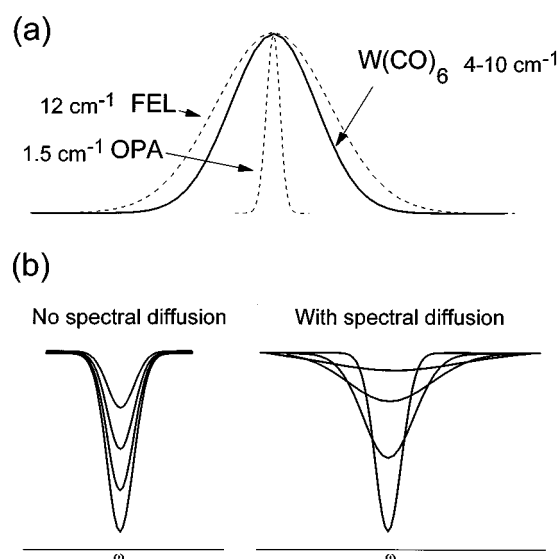 (a)
12 cm⁻¹ FEL
W(CO)₆ 4-10 cm⁻¹
1.5 cm⁻¹ OPA
(b)
No spectral diffusion
With spectral diffusion
ω
ω